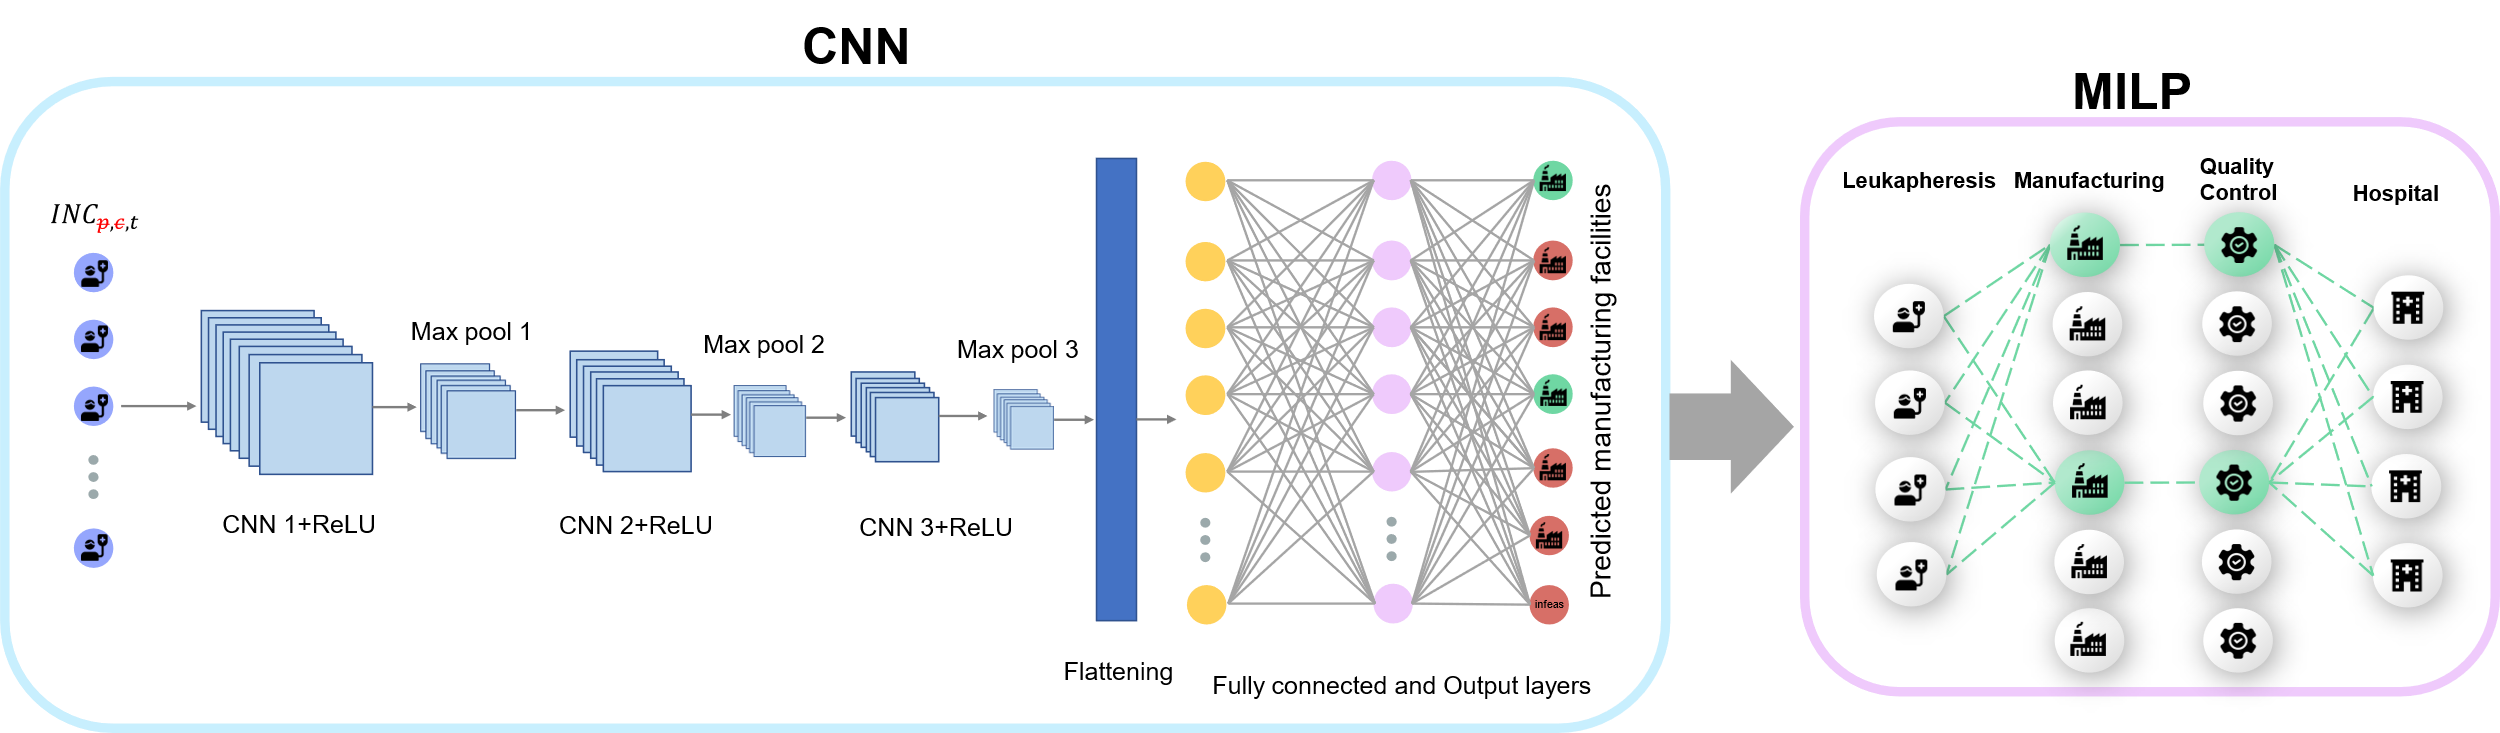 CNN
MILP
INCp,c,t
Max pool 1
Max pool 2
Max pool 3
CNN 1+ReLU
CNN 2+ReLU
CNN 3+ReLU
Flattening
Fully connected and Output layers
Predicted manufacturing facilities
infeas
Leukapheresis
Manufacturing
Quality
Control
Hospital